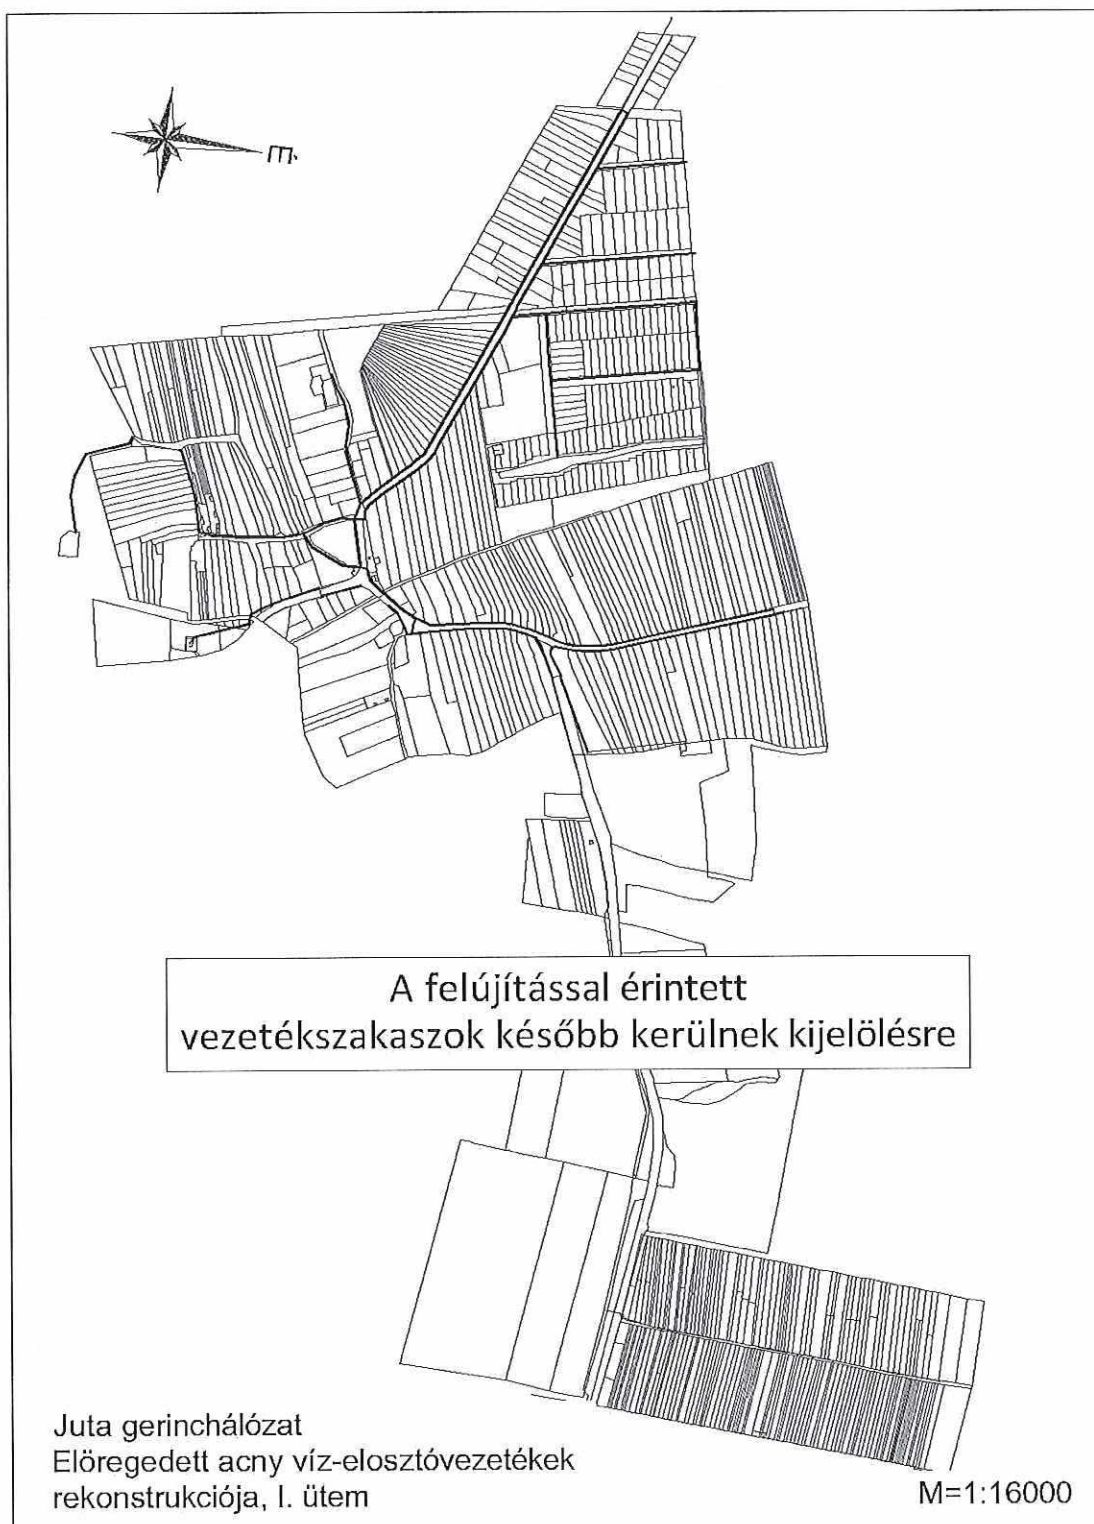 É
A felújítással érintett
vezetékszakaszok később kerülnek kijelölésre
Juta gerinchálózat
Elöregedett acny víz-elosztóvezetékek
rekonstrukciója, I. ütem
M=1:16000